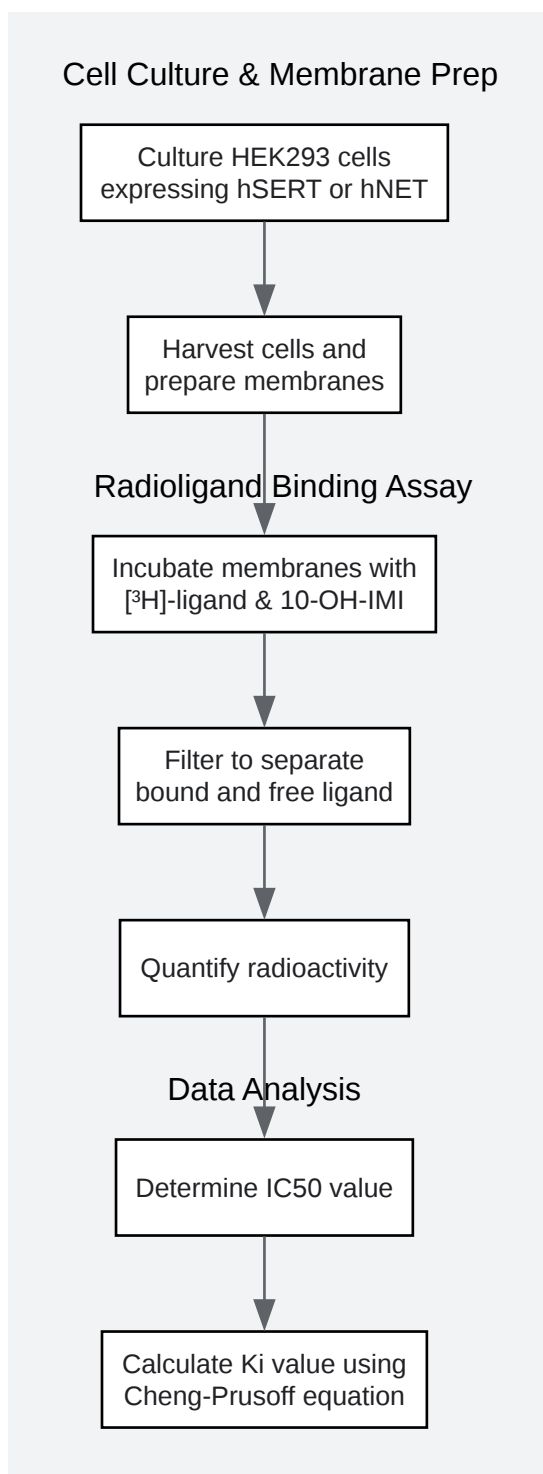 Cell Culture & Membrane Prep
Culture HEK293 cells
expressing hSERT or hNET
Harvest cells and
prepare membranes
Radioligand Binding Assay
Incubate membranes with
[³H]-ligand & 10-OH-IMI
Filter to separate
bound and free ligand
Quantify radioactivity
Data Analysis
Determine IC50 value
Calculate Ki value using
Cheng-Prusoff equation